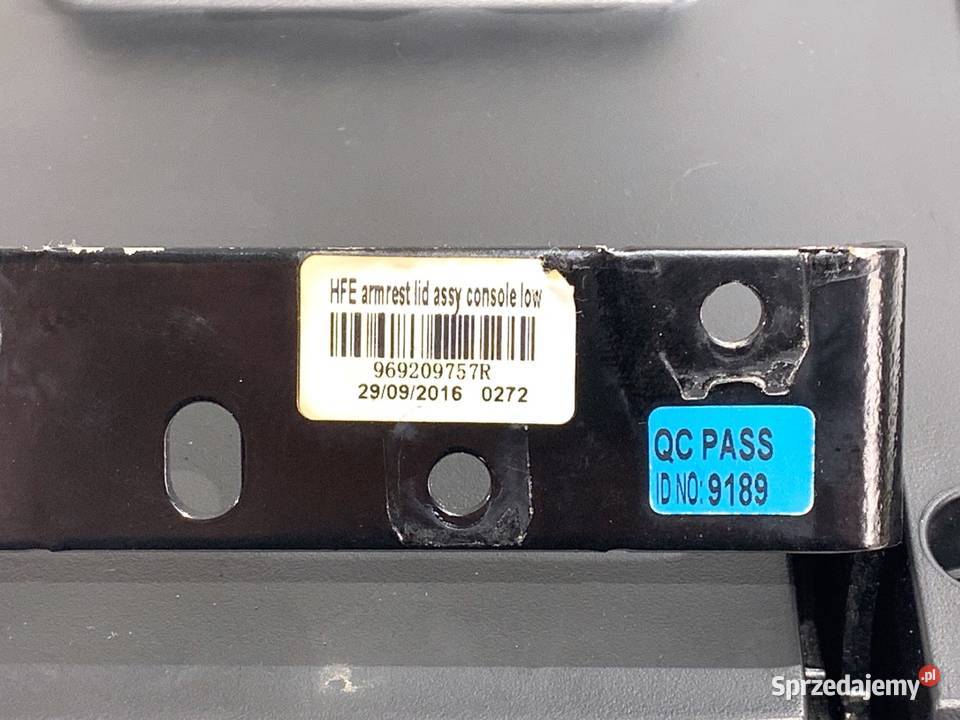 HFE armrest lid assy console low
969209757R
29/09/2016 0272
QC PASS
ID NO: 9189
Sprzedajemy.pl